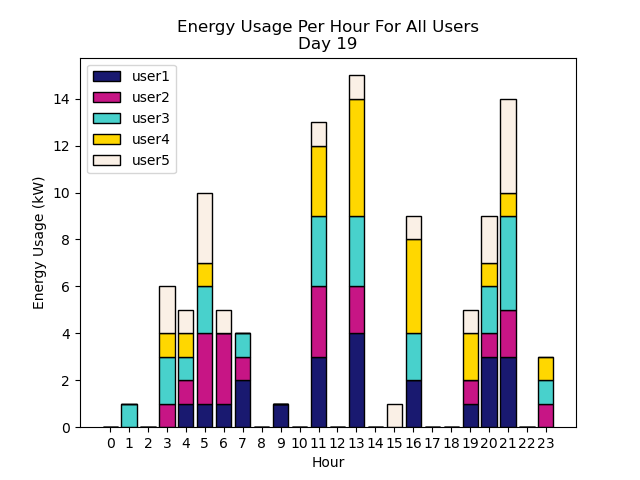 Energy Usage Per Hour For All Users
Day 19
user1
user2
user3
user4
user5
Energy Usage (kW)
14
12
10
8
6
4
2
0
0 1 2 3 4 5 6 7 8 9 10 11 12 13 14 15 16 17 18 19 20 21 22 23
Hour